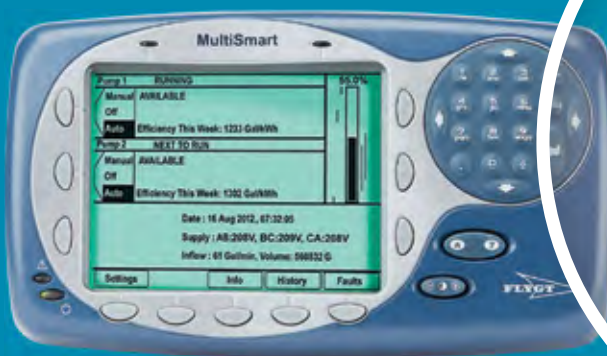 MultiSmart
Pump 1 RUNNING 55.0%
Manual AVAILABLE
Off
Auto Efficiency This Week: 1233 Gal/kWh
Pump 2 NEXT TO RUN
Manual AVAILABLE
Off
Auto Efficiency This Week: 1302 Gal/kWh
Date : 16 Aug 2012, 07:32:05
Supply : AB:208V, BC:209V, CA:208V
Inflow : 61 Gal/min, Volume: 560532 G
Settings Info History Faults
FLYGT